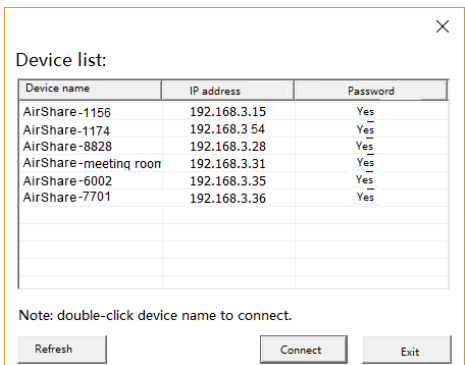 Device list:
Device name IP address Password
AirShare-1156 192.168.3.15 Yes
AirShare-1174 192.168.3 54 Yes
AirShare-8828 192.168.3.28 Yes
AirShare-meeting room 192.168.3.31 Yes
AirShare-6002 192.168.3.35 Yes
AirShare-7701 192.168.3.36 Yes
Note: double-click device name to connect.
Refresh Connect Exit